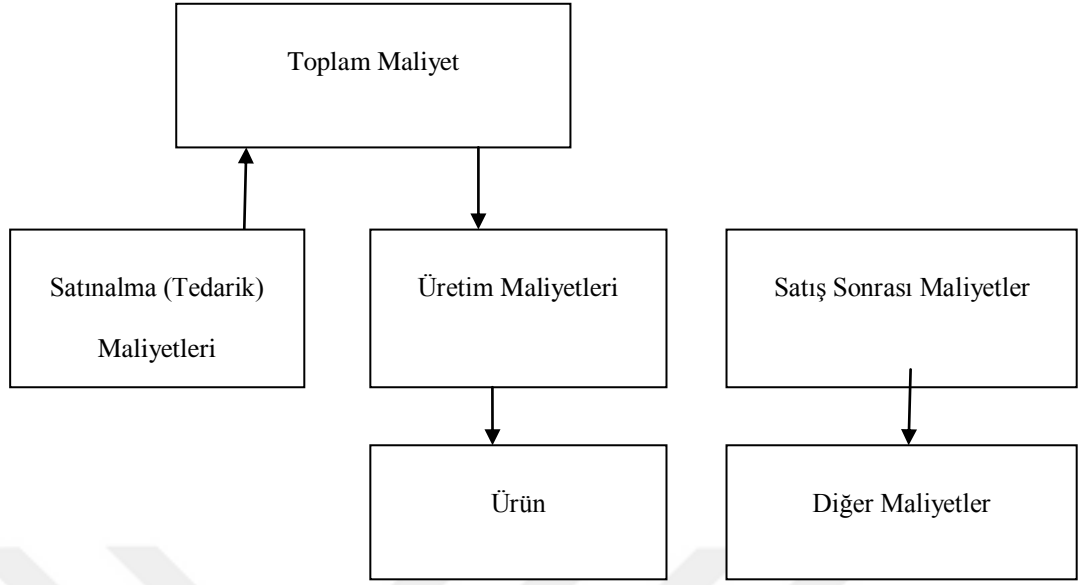 Toplam Maliyet
Satınalma (Tedarik)
Maliyetleri
Üretim Maliyetleri
Satış Sonrası Maliyetler
Ürün
Diğer Maliyetler